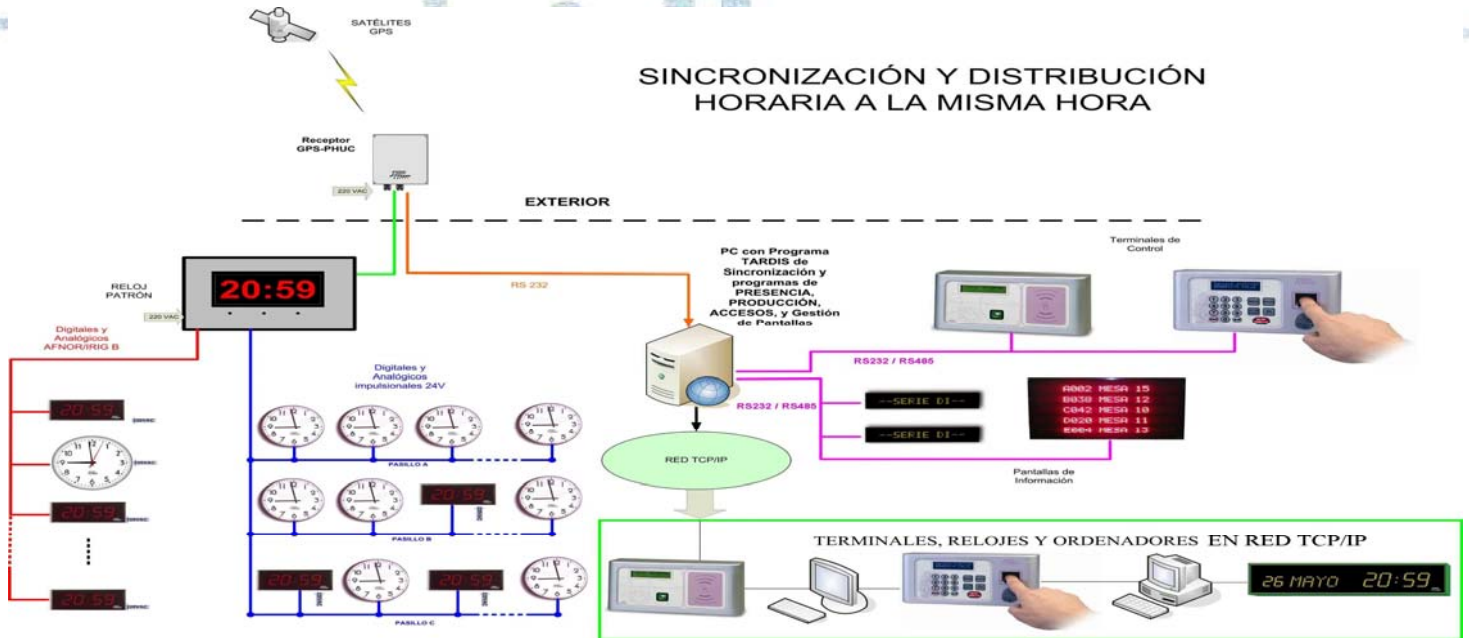 SATÉLITES
GPS
SINCRONIZACIÓN Y DISTRIBUCIÓN
HORARIA A LA MISMA HORA
Receptor
GPS-PHUC
220 VAC
EXTERIOR
RELOJ
PATRÓN
220 VAC
20:59
RS 232
PC con Programa
TARDIS de
Sincronización y
programas de
PRESENCIA,
PRODUCCIÓN,
ACCESOS, y Gestión
de Pantallas
Terminales de
Control
Digitales y
Analógicos
AFNOR/IRIG B
20:59
20:59
20:59
Digitales y
Analógicos
impulsionales 24V
PASILLO A
20:59
PASILLO B
20:59
20:59
PASILLO C
RS232 / RS485
RS232 / RS485
--SERIE DI--
--SERIE DI--
A002 MESA 15
B038 MESA 12
C042 MESA 10
D020 MESA 11
E004 MESA 13
Pantallas de
Información
RED TCP/IP
TERMINALES, RELOJES Y ORDENADORES EN RED TCP/IP
26 MAYO 20:59